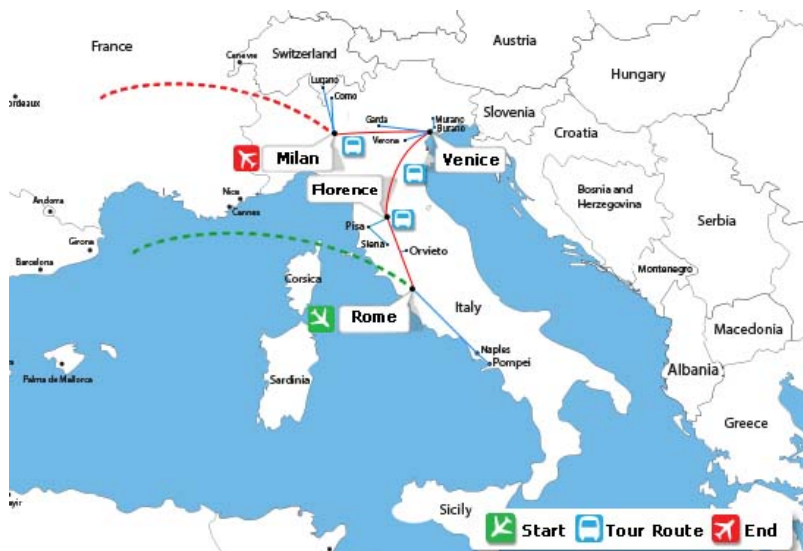 France
Austria
Switzerland
Hungary
Lugano
Como
Slovenia
Garda
Murano
Burano
Croatia
Verona
Milan
Venice
Florence
Nice
Cannes
Andorra
Girona
Barcelona
Bosnia and
Herzegovina
Serbia
Pisa
Siena
Orvieto
Corsica
Montenegro
Rome
Italy
Macedonia
Naples
Pompei
Albania
Palma de Mallorca
Sardinia
Greece
Sicily
Start
Tour Route
End